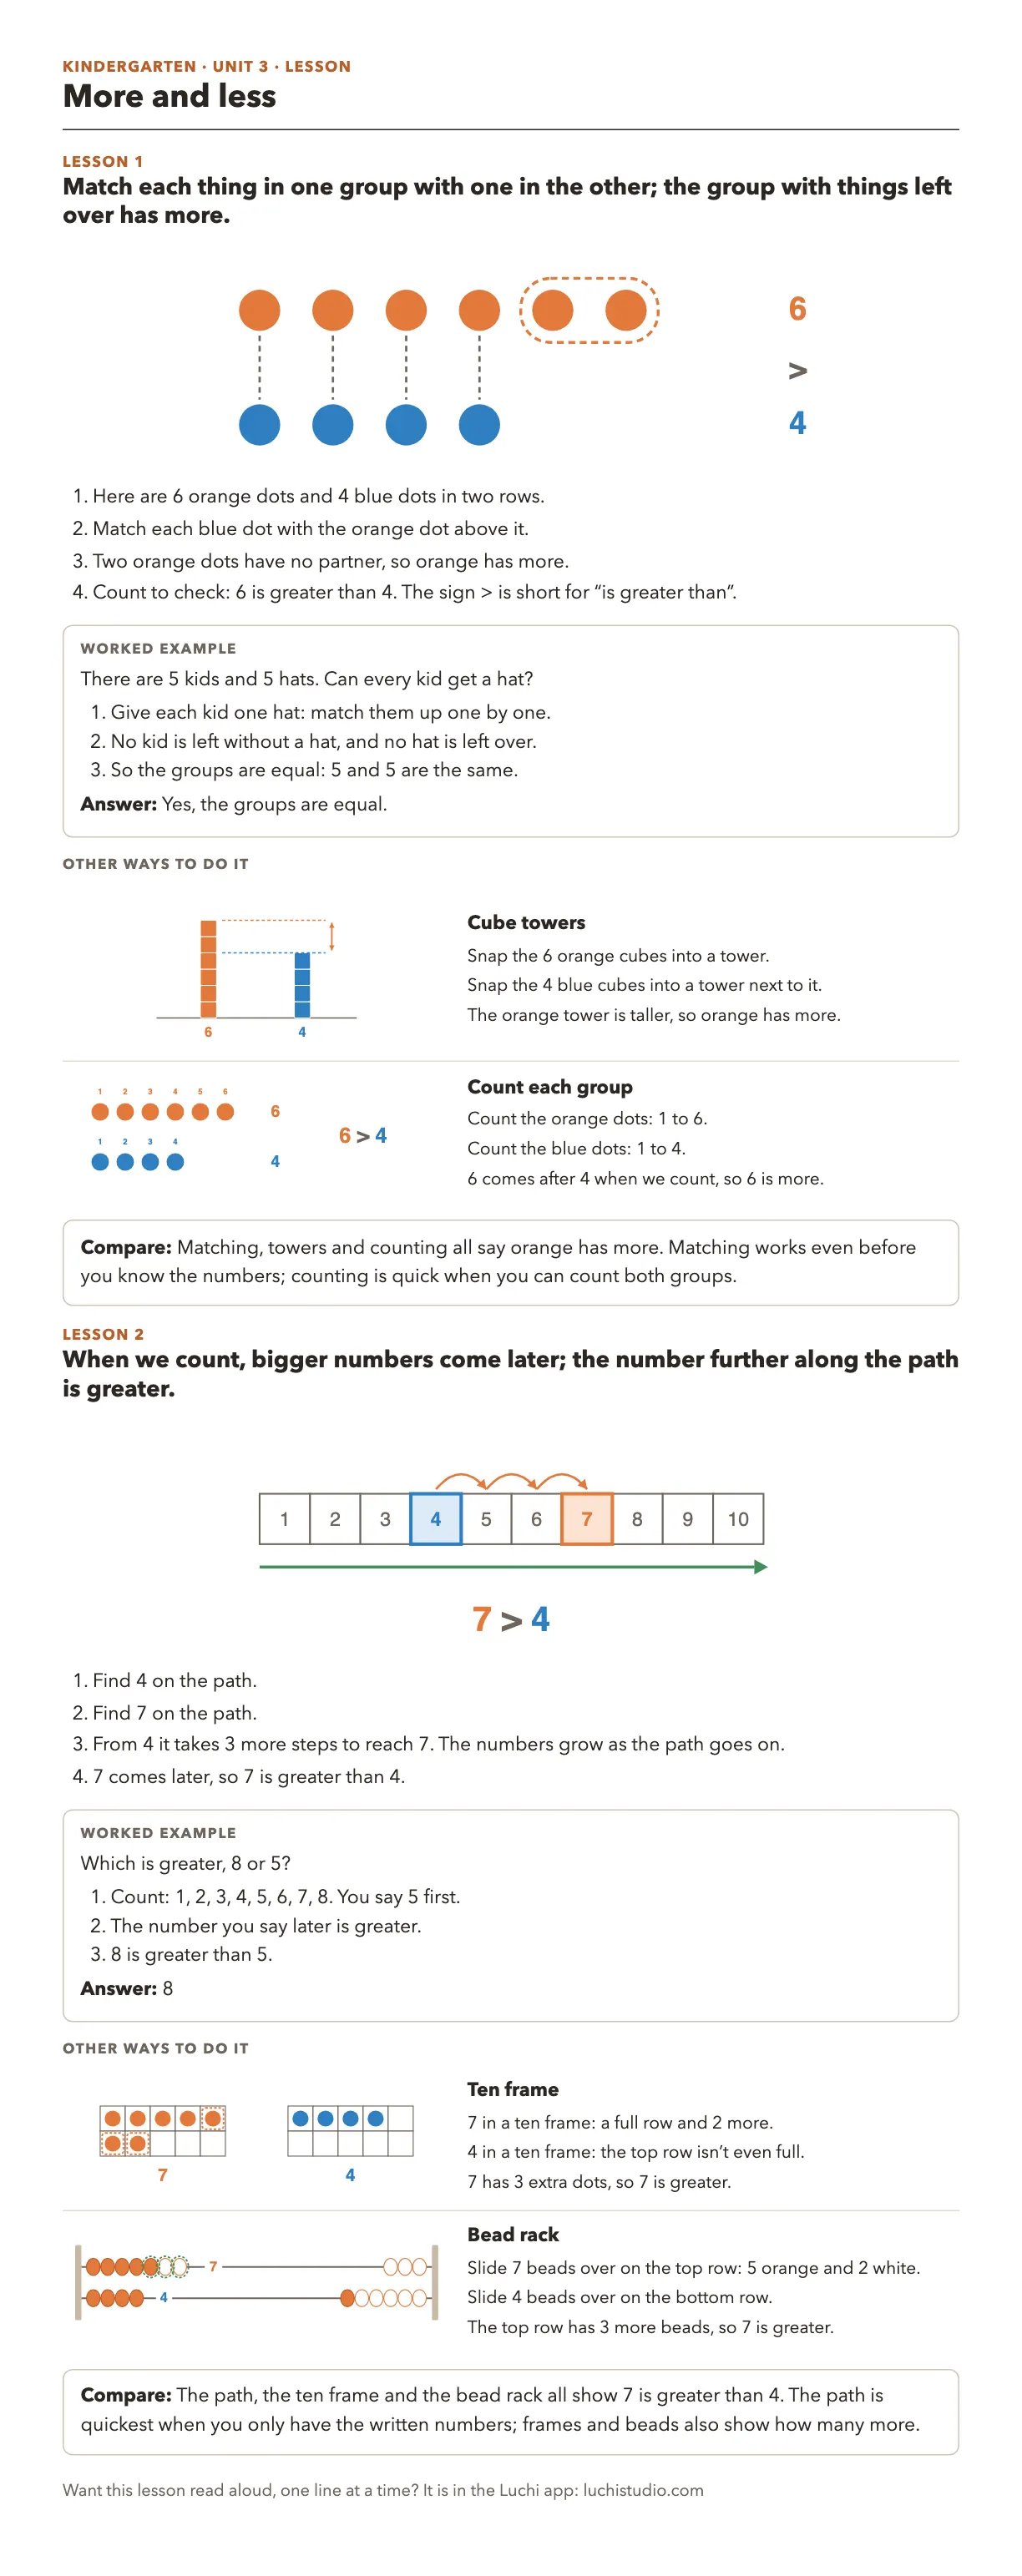 KINDERGARTEN · UNIT 3 · LESSON
More and less
LESSON 1
Match each thing in one group with one in the other; the group with things left
over has more.
6
>
4
1. Here are 6 orange dots and 4 blue dots in two rows.
2. Match each blue dot with the orange dot above it.
3. Two orange dots have no partner, so orange has more.
4. Count to check: 6 is greater than 4. The sign > is short for “is greater than”.
WORKED EXAMPLE
There are 5 kids and 5 hats. Can every kid get a hat?
1. Give each kid one hat: match them up one by one.
2. No kid is left without a hat, and no hat is left over.
3. So the groups are equal: 5 and 5 are the same.
Answer: Yes, the groups are equal.
OTHER WAYS TO DO IT
6 4
Cube towers
Snap the 6 orange cubes into a tower.
Snap the 4 blue cubes into a tower next to it.
The orange tower is taller, so orange has more.
1 2 3 4 5 6
6
1 2 3 4
4
6 > 4
Count each group
Count the orange dots: 1 to 6.
Count the blue dots: 1 to 4.
6 comes after 4 when we count, so 6 is more.
Compare: Matching, towers and counting all say orange has more. Matching works even before
you know the numbers; counting is quick when you can count both groups.
LESSON 2
When we count, bigger numbers come later; the number further along the path
is greater.
1 2 3 4 5 6 7 8 9 10
7 > 4
1. Find 4 on the path.
2. Find 7 on the path.
3. From 4 it takes 3 more steps to reach 7. The numbers grow as the path goes on.
4. 7 comes later, so 7 is greater than 4.
WORKED EXAMPLE
Which is greater, 8 or 5?
1. Count: 1, 2, 3, 4, 5, 6, 7, 8. You say 5 first.
2. The number you say later is greater.
3. 8 is greater than 5.
Answer: 8
OTHER WAYS TO DO IT
7 4
Ten frame
7 in a ten frame: a full row and 2 more.
4 in a ten frame: the top row isn’t even full.
7 has 3 extra dots, so 7 is greater.
7
4
Bead rack
Slide 7 beads over on the top row: 5 orange and 2 white.
Slide 4 beads over on the bottom row.
The top row has 3 more beads, so 7 is greater.
Compare: The path, the ten frame and the bead rack all show 7 is greater than 4. The path is
quickest when you only have the written numbers; frames and beads also show how many more.
Want this lesson read aloud, one line at a time? It is in the Luchi app: luchistudio.com